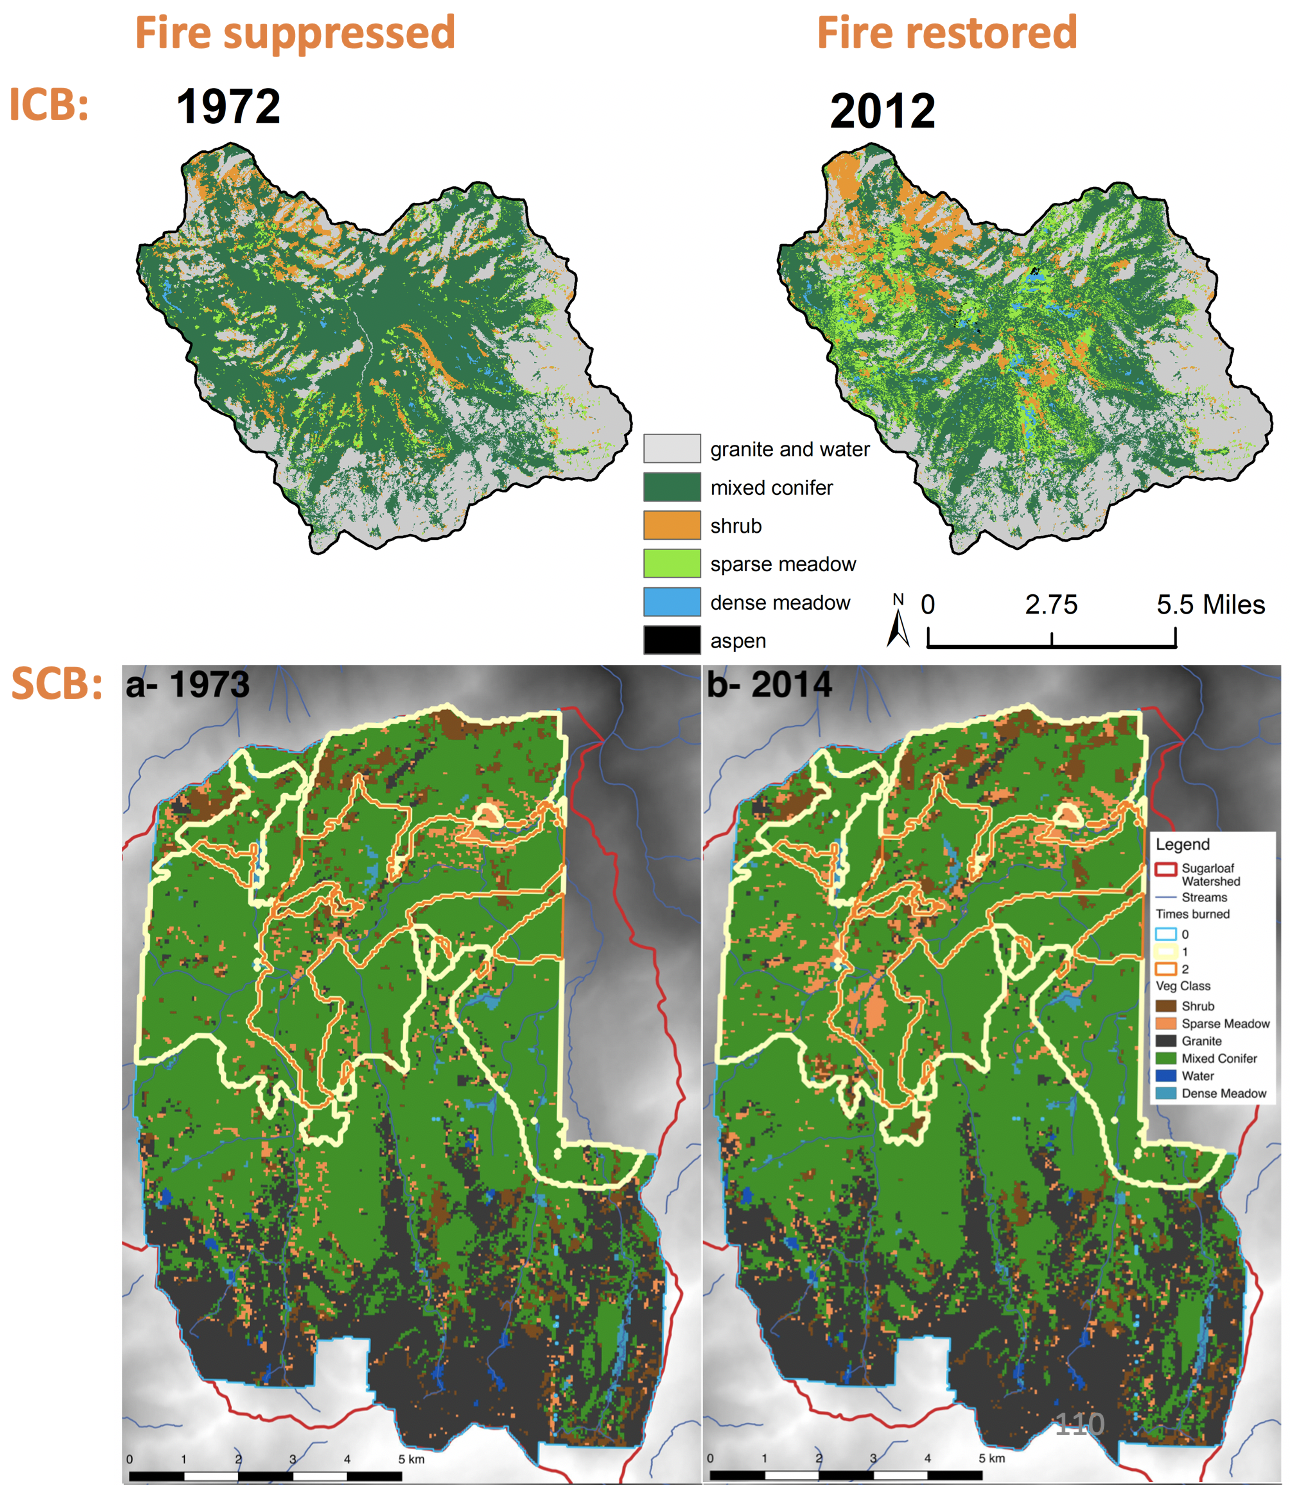 Fire suppressed
Fire restored
ICB:
1972
2012
granite and water
mixed conifer
shrub
sparse meadow
dense meadow
aspen
N
0 2.75 5.5 Miles
SCB:
a- 1973
b- 2014
Legend
Sugarloaf
Watershed
Streams
Times burned
0
1
2
Veg Class
Shrub
Sparse Meadow
Granite
Mixed Conifer
Water
Dense Meadow
110
0 1 2 3 4 5 km
0 1 2 3 4 5 km